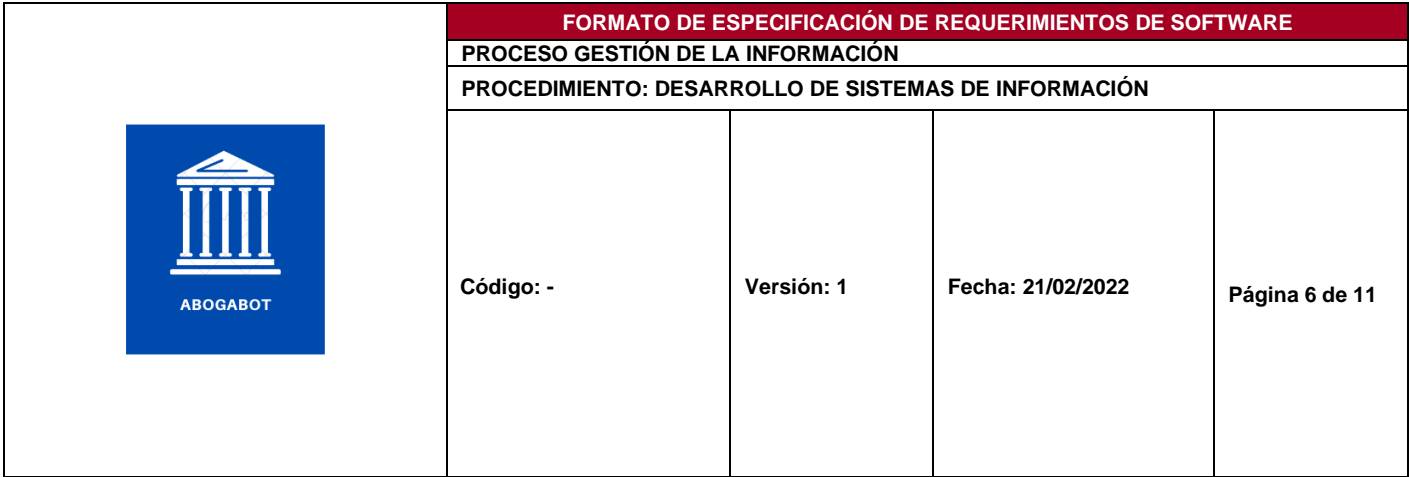 FORMATO DE ESPECIFICACIÓN DE REQUERIMIENTOS DE SOFTWARE
PROCESO GESTIÓN DE LA INFORMACIÓN
PROCEDIMIENTO: DESARROLLO DE SISTEMAS DE INFORMACIÓN
ABOGABOT
Código: -
Versión: 1
Fecha: 21/02/2022
Página 6 de 11